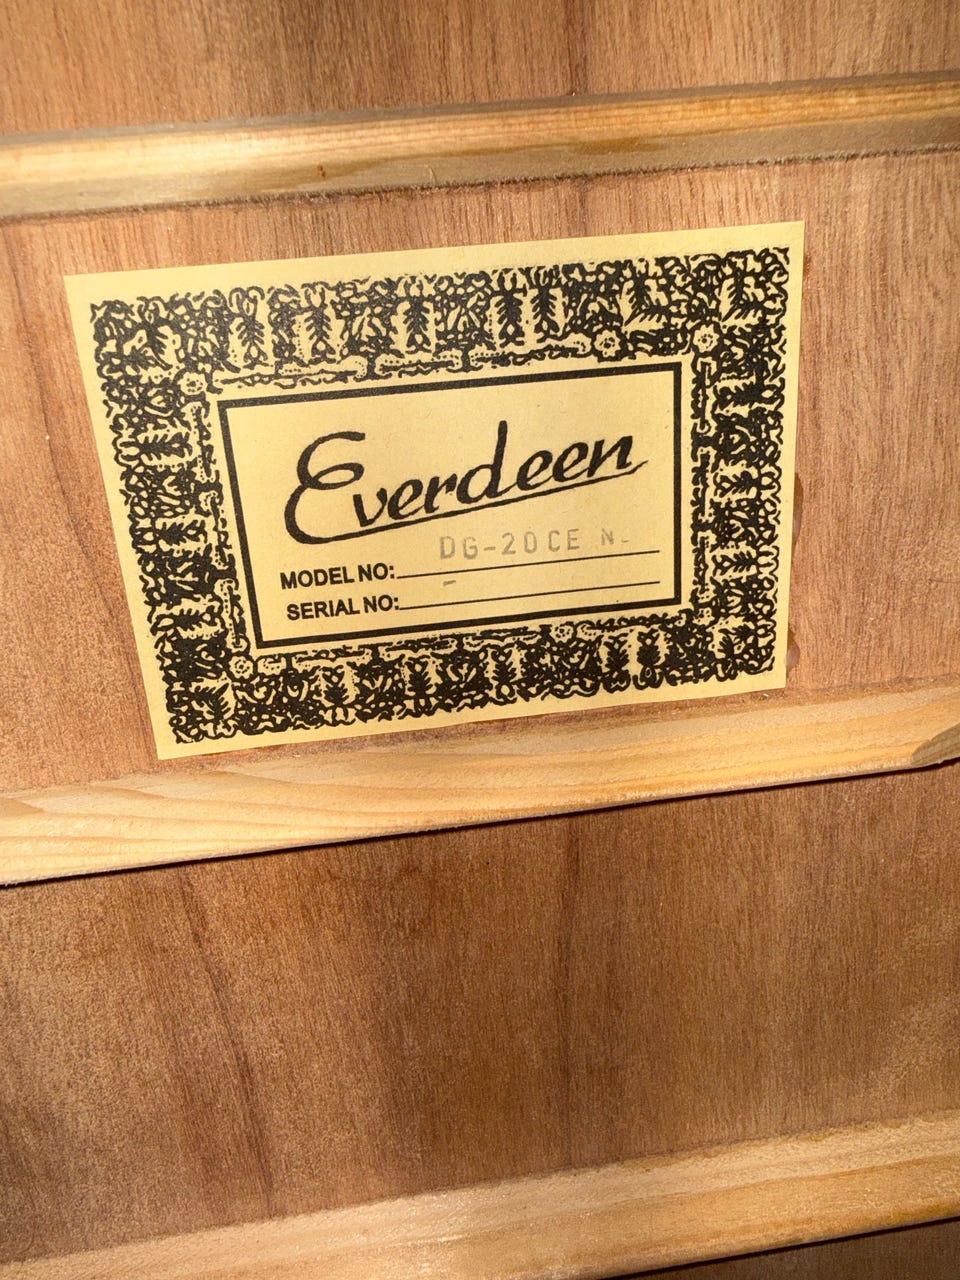 Everdeen
MODEL NO: DG-20CE N
SERIAL NO: